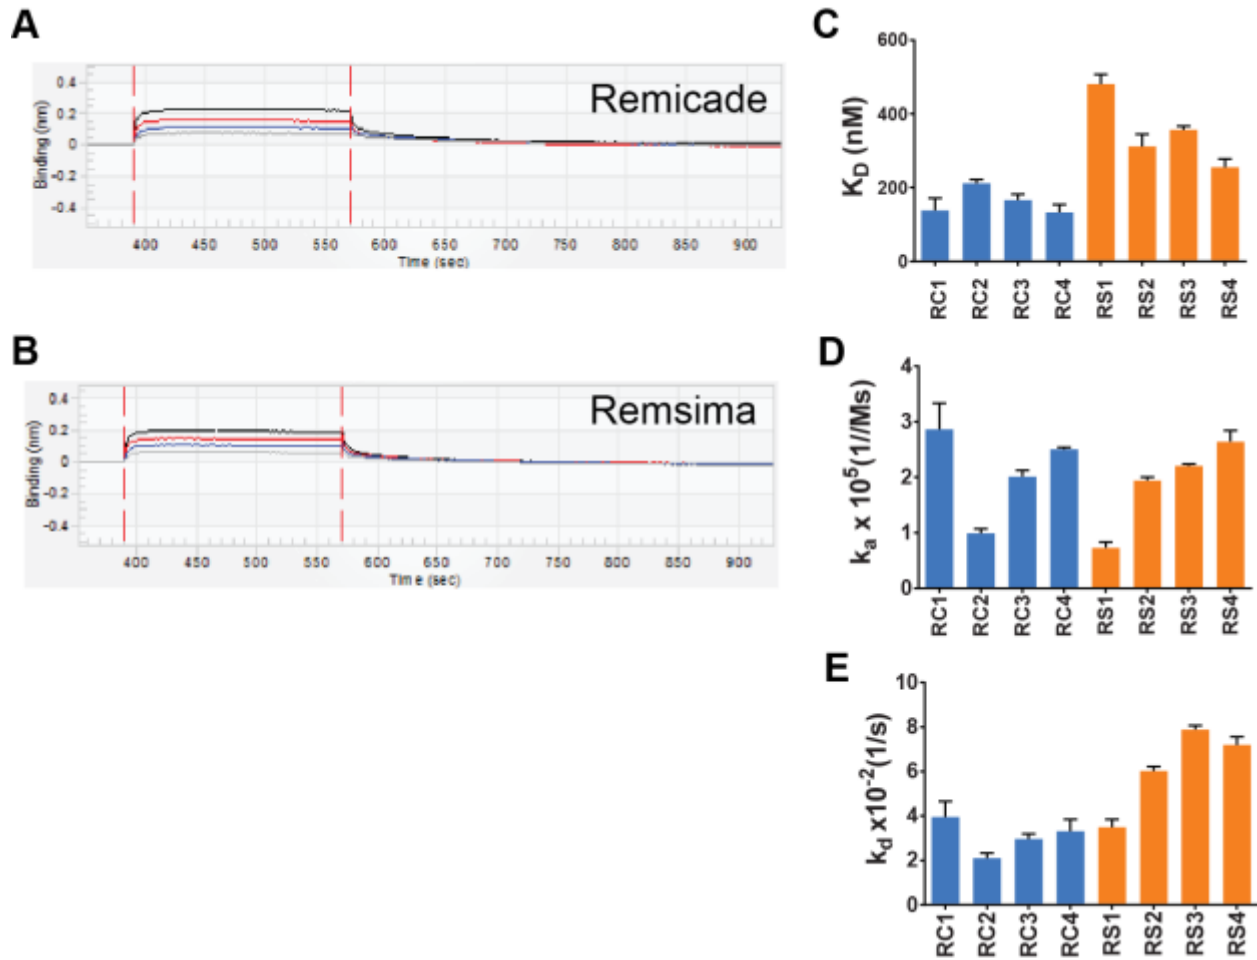 A
Remicade
Binding (nm)
0.4
0.2
0
-0.2
-0.4
400 450 500 550 600 650 700 750 800 850 900
Time (sec)
B
Remsima
Binding (nm)
0.4
0.2
0
-0.2
-0.4
400 450 500 550 600 650 700 750 800 850 900
Time (sec)
C
K_D (nM)
600
400
200
0
RC1 RC2 RC3 RC4 RS1 RS2 RS3 RS4
D
k_a x 10⁵(1//Ms)
4
3
2
1
0
RC1 RC2 RC3 RC4 RS1 RS2 RS3 RS4
E
k_d x10⁻²(1/s)
10
8
6
4
2
0
RC1 RC2 RC3 RC4 RS1 RS2 RS3 RS4